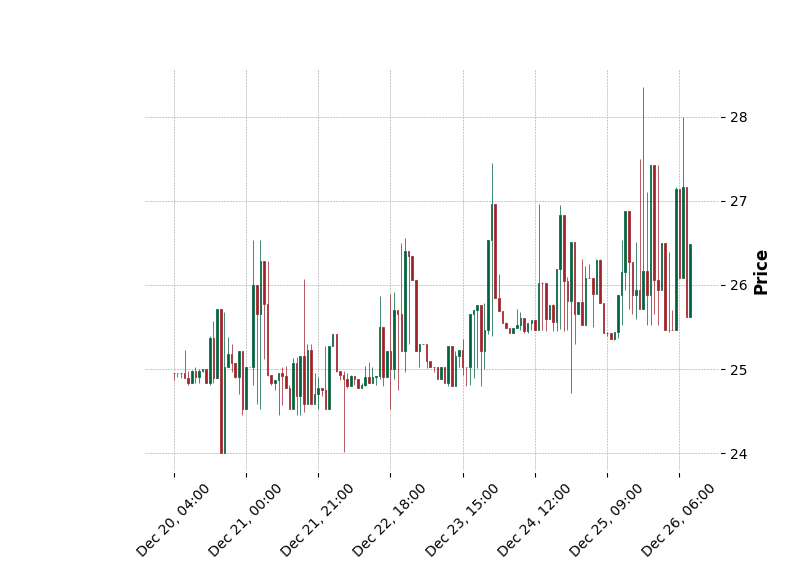 28
27
26
25
24
Price
Dec 20, 04:00
Dec 21, 00:00
Dec 21, 21:00
Dec 22, 18:00
Dec 23, 15:00
Dec 24, 12:00
Dec 25, 09:00
Dec 26, 06:00